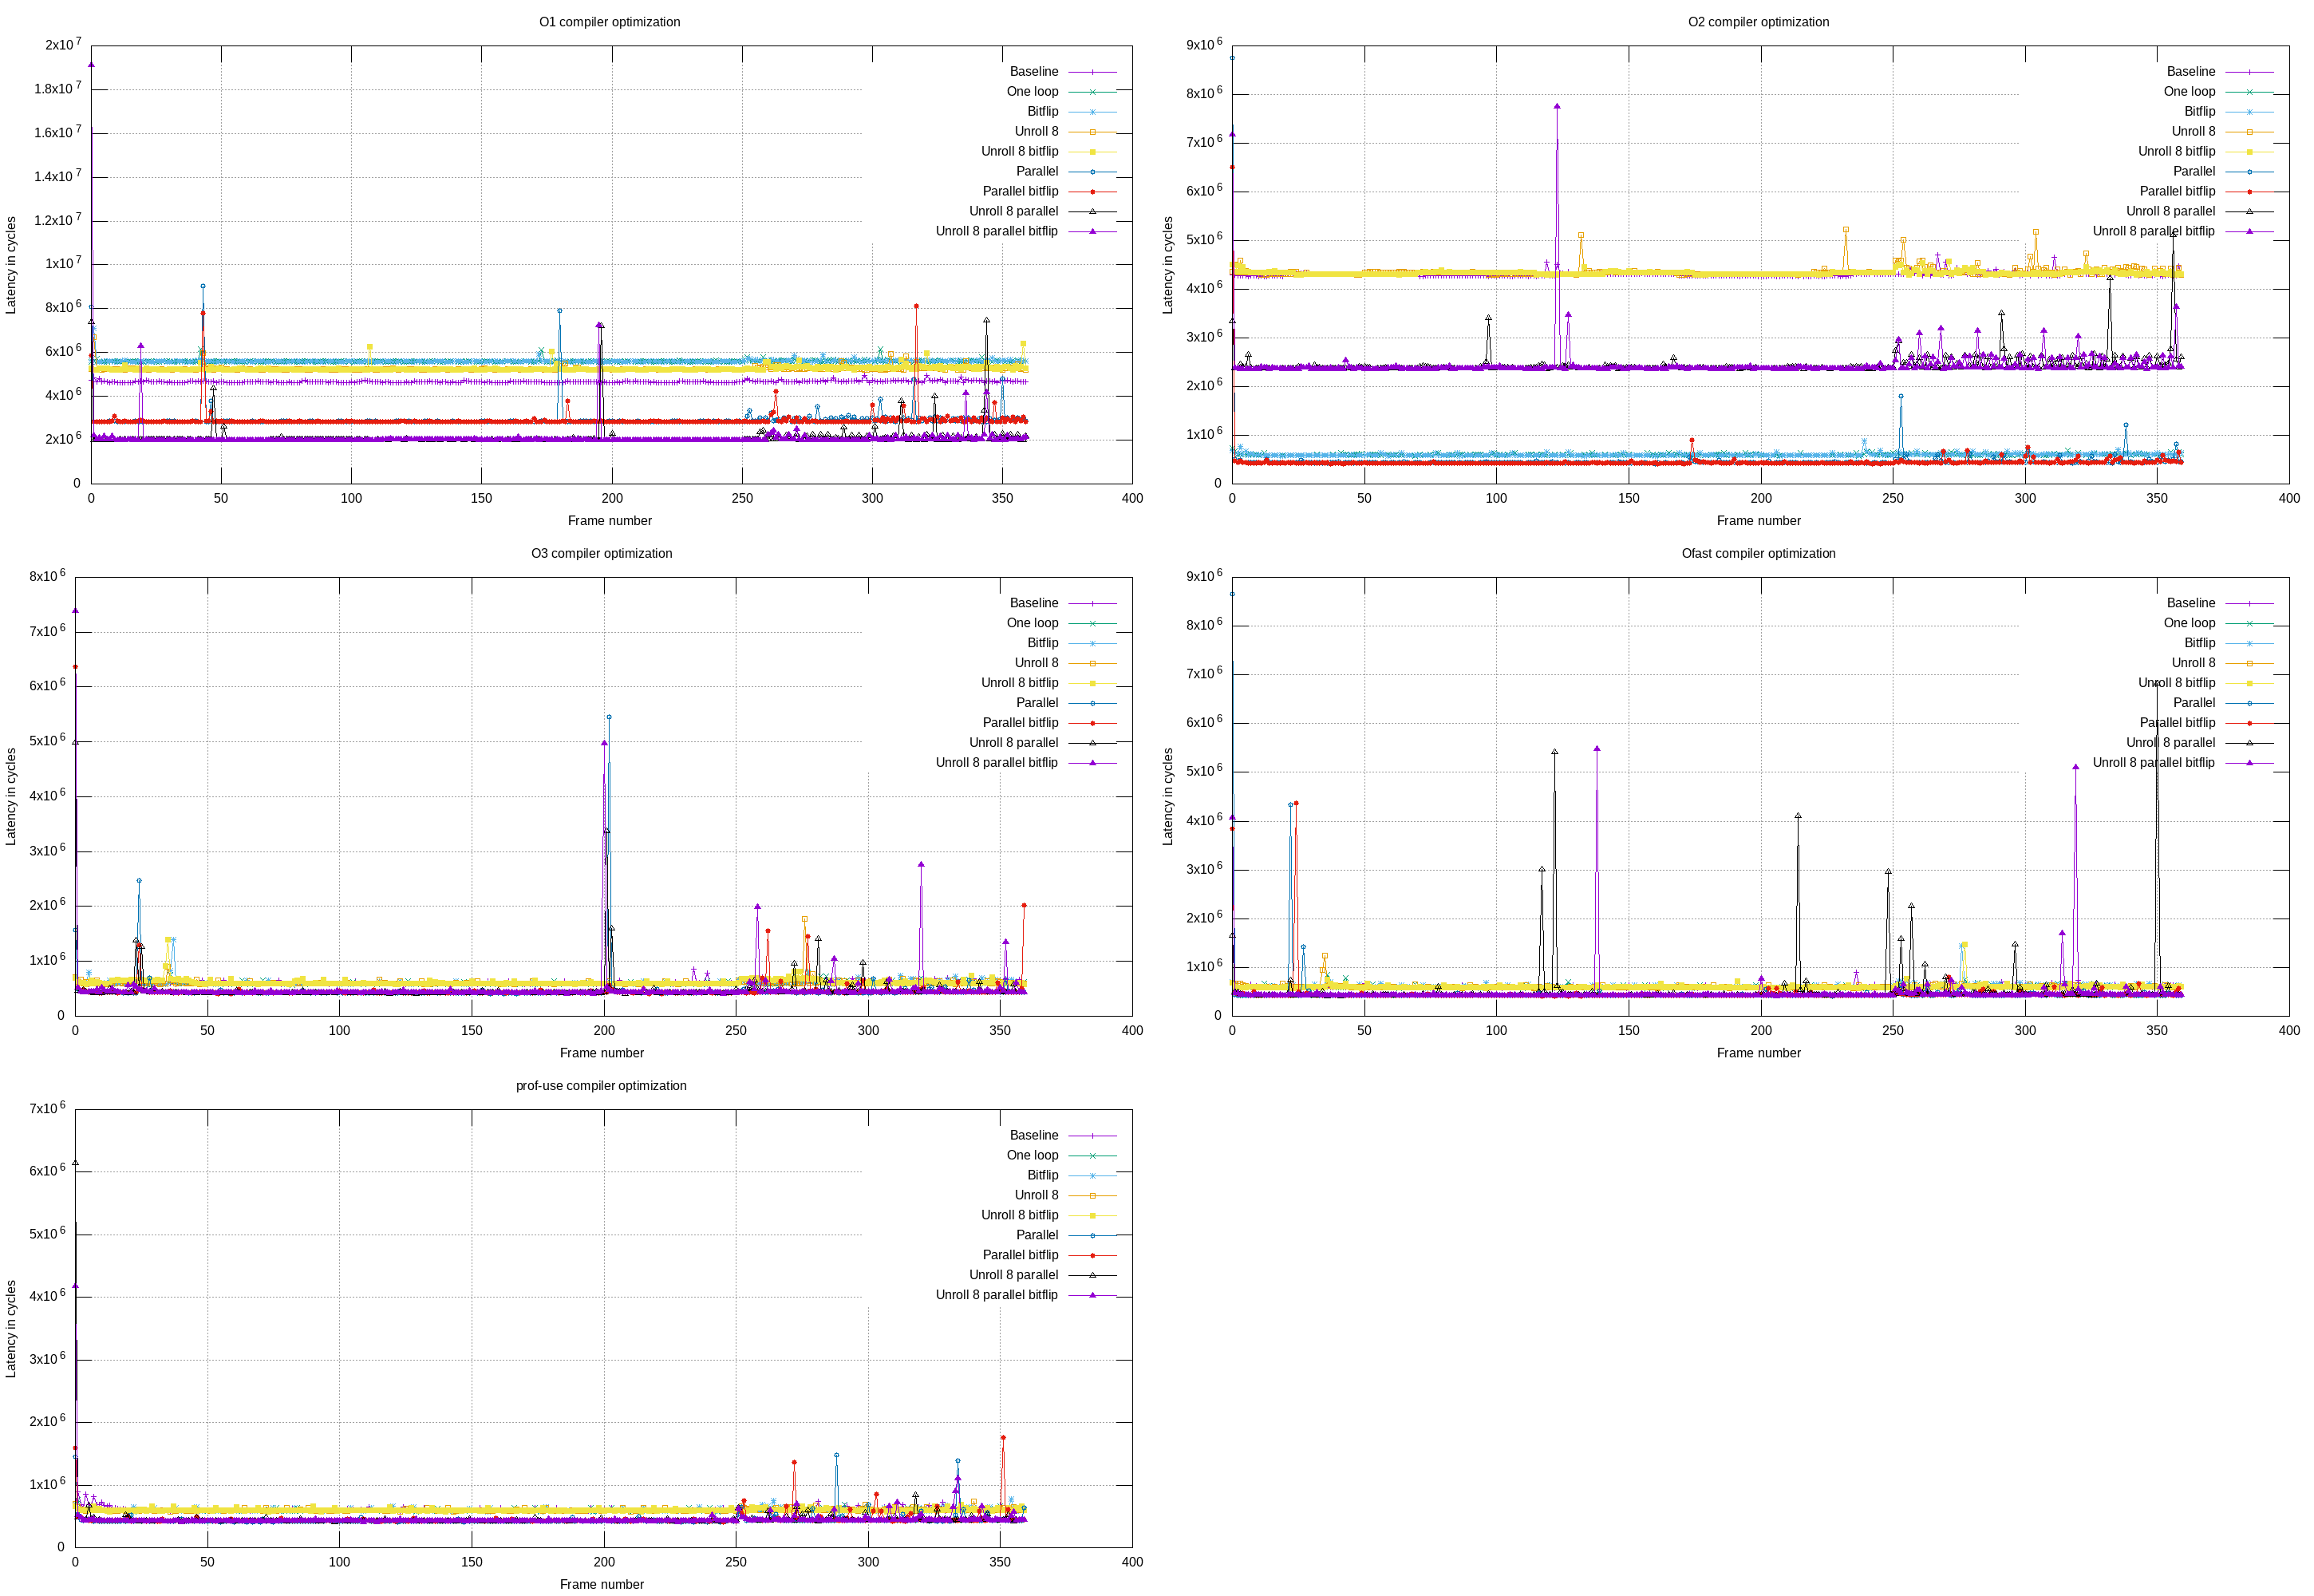 O1 compiler optimization
2x10^7
1.8x10^7
1.6x10^7
1.4x10^7
1.2x10^7
1x10^7
8x10^6
6x10^6
4x10^6
2x10^6
0
Latency in cycles
Baseline
One loop
Bitflip
Unroll 8
Unroll 8 bitflip
Parallel
Parallel bitflip
Unroll 8 parallel
Unroll 8 parallel bitflip
0 50 100 150 200 250 300 350 400
Frame number
O2 compiler optimization
9x10^6
8x10^6
7x10^6
6x10^6
5x10^6
4x10^6
3x10^6
2x10^6
1x10^6
0
Latency in cycles
Baseline
One loop
Bitflip
Unroll 8
Unroll 8 bitflip
Parallel
Parallel bitflip
Unroll 8 parallel
Unroll 8 parallel bitflip
0 50 100 150 200 250 300 350 400
Frame number
O3 compiler optimization
8x10^6
7x10^6
6x10^6
5x10^6
4x10^6
3x10^6
2x10^6
1x10^6
0
Latency in cycles
Baseline
One loop
Bitflip
Unroll 8
Unroll 8 bitflip
Parallel
Parallel bitflip
Unroll 8 parallel
Unroll 8 parallel bitflip
0 50 100 150 200 250 300 350 400
Frame number
Ofast compiler optimization
9x10^6
8x10^6
7x10^6
6x10^6
5x10^6
4x10^6
3x10^6
2x10^6
1x10^6
0
Latency in cycles
Baseline
One loop
Bitflip
Unroll 8
Unroll 8 bitflip
Parallel
Parallel bitflip
Unroll 8 parallel
Unroll 8 parallel bitflip
0 50 100 150 200 250 300 350 400
Frame number
prof-use compiler optimization
7x10^6
6x10^6
5x10^6
4x10^6
3x10^6
2x10^6
1x10^6
0
Latency in cycles
Baseline
One loop
Bitflip
Unroll 8
Unroll 8 bitflip
Parallel
Parallel bitflip
Unroll 8 parallel
Unroll 8 parallel bitflip
0 50 100 150 200 250 300 350 400
Frame number